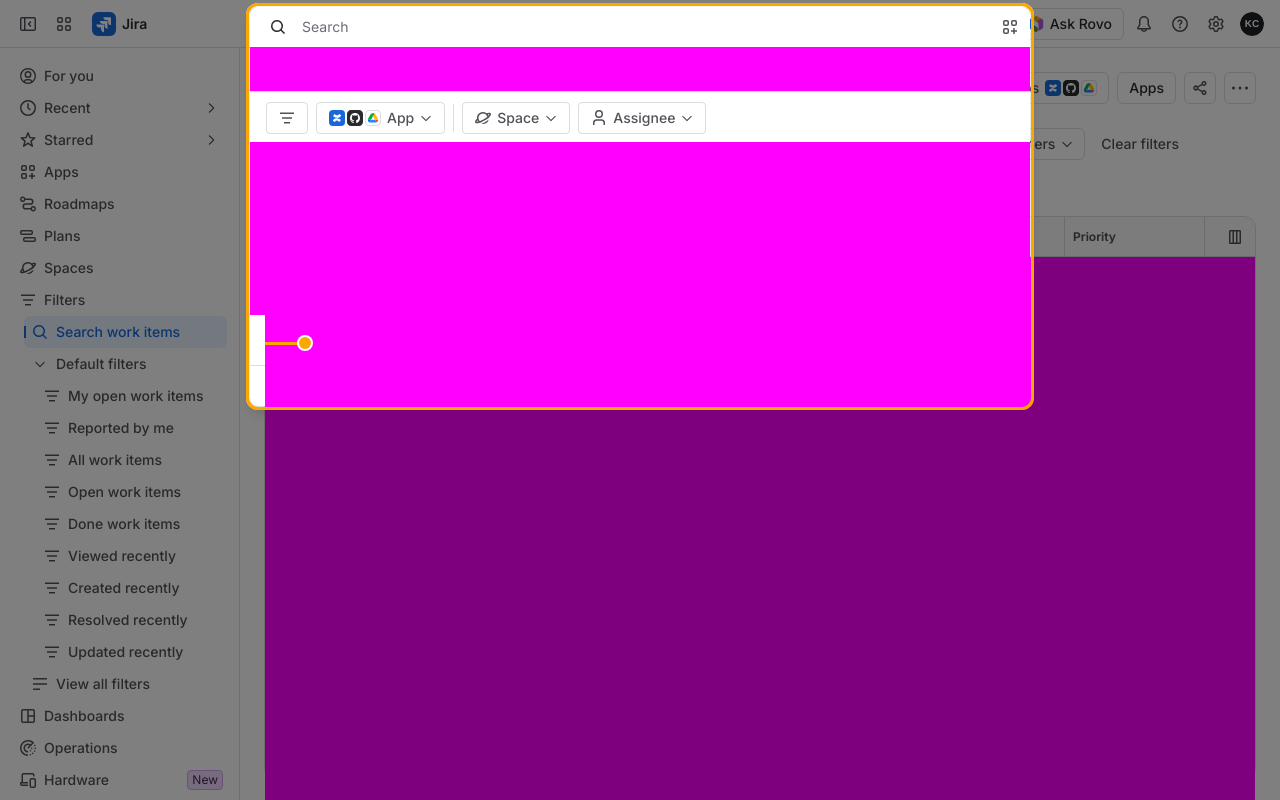 Jira
Search
Ask Rovo
KC
For you
Recent
Starred
Apps
Roadmaps
Plans
Spaces
Filters
Search work items
Default filters
My open work items
Reported by me
All work items
Open work items
Done work items
Viewed recently
Created recently
Resolved recently
Updated recently
View all filters
Dashboards
Operations
Hardware
New
App
Space
Assignee
Apps
Clear filters
Priority